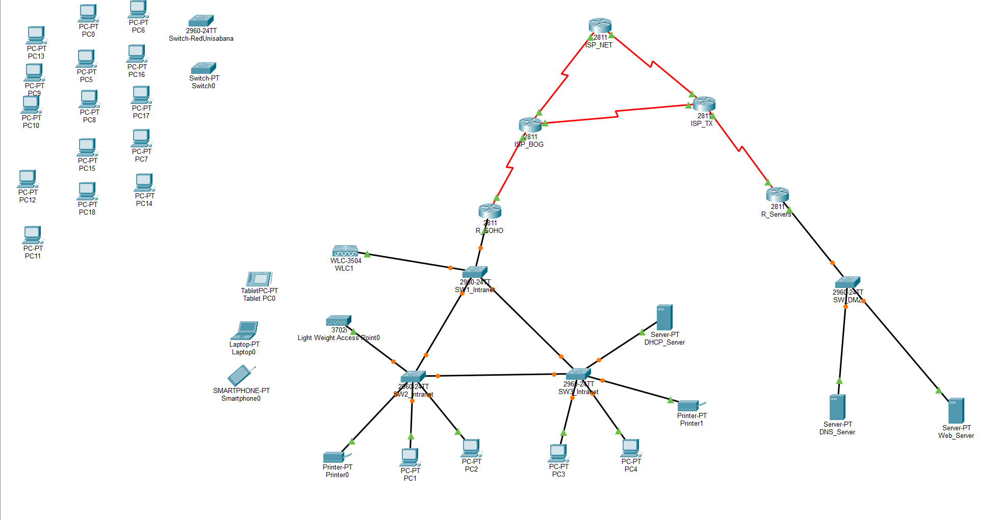 PC-PT
PC13
PC-PT
PC0
PC-PT
PC6
2960-24TT
Switch-RedUnisabana
PC-PT
PC9
PC-PT
PC5
PC-PT
PC16
Switch-PT
Switch0
PC-PT
PC10
PC-PT
PC8
PC-PT
PC17
PC-PT
PC15
PC-PT
PC7
PC-PT
PC12
PC-PT
PC18
PC-PT
PC14
PC-PT
PC11
2811
ISP_NET
2811
ISP_TX
2811
ISP_BOG
2811
R_SOHO
2811
R_Servers
WLC-3504
WLC1
2960-24TT
SW1_Intranet
TabletPC-PT
Tablet PC0
2960-24TT
SW_DMZ
3702i
Light Weight Access Point0
Laptop-PT
Laptop0
Server-PT
DHCP_Server
SMARTPHONE-PT
Smartphone0
2960-24TT
SW2_Intranet
2960-24TT
SW3_Intranet
Printer-PT
Printer1
Server-PT
DNS_Server
Server-PT
Web_Server
Printer-PT
Printer0
PC-PT
PC1
PC-PT
PC2
PC-PT
PC3
PC-PT
PC4